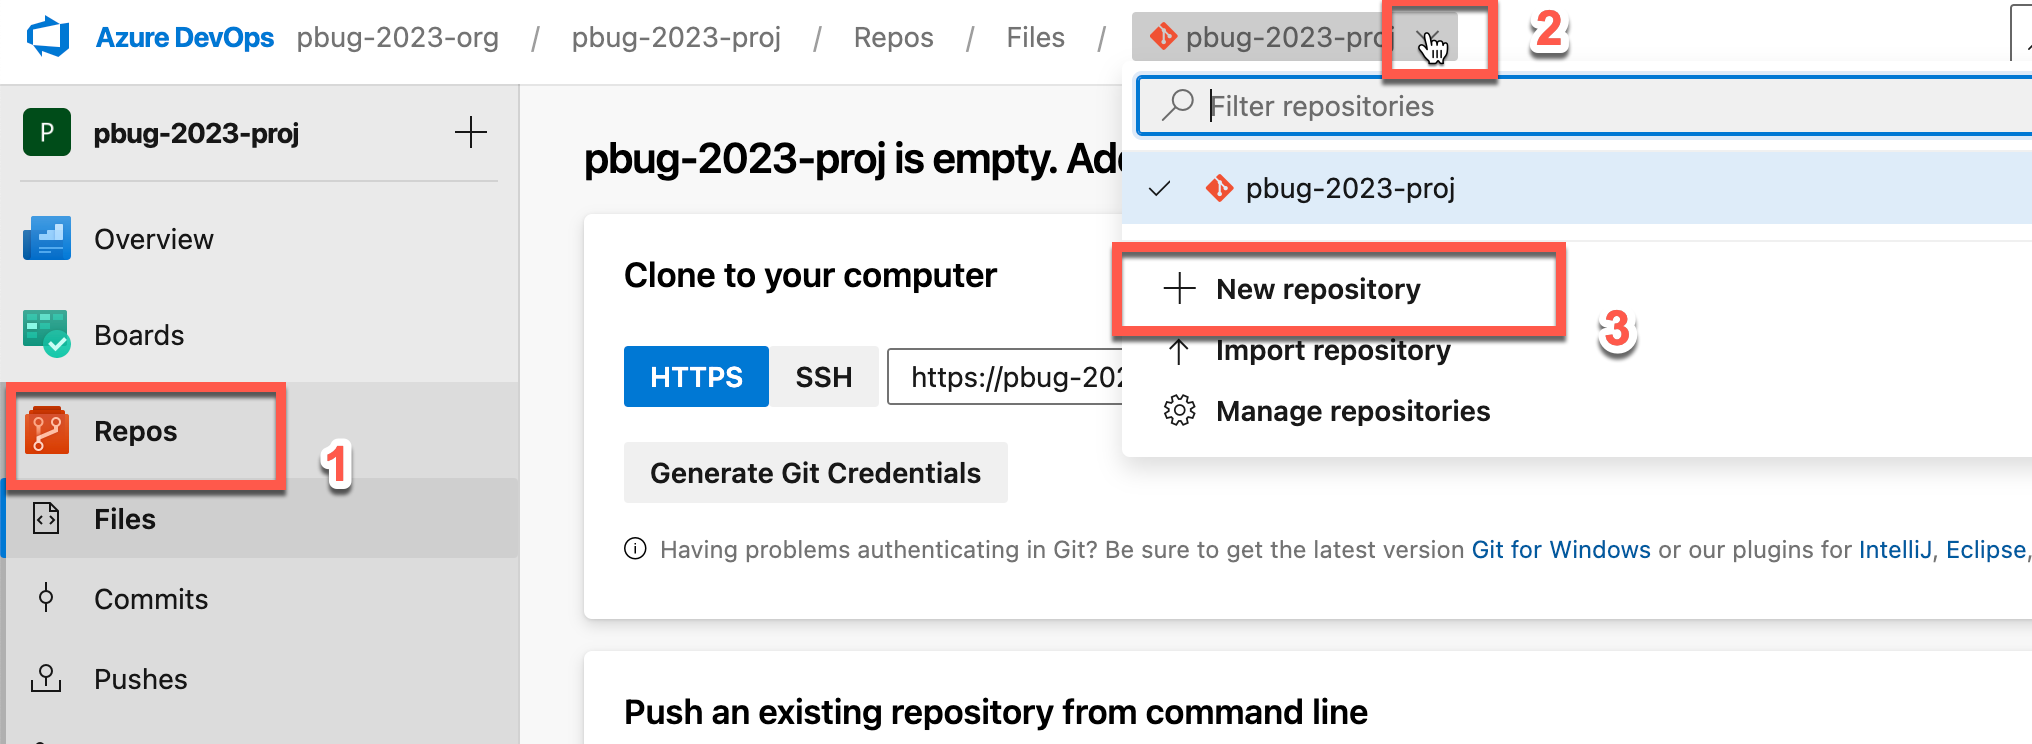 Azure DevOps pbug-2023-org / pbug-2023-proj / Repos / Files / pbug-2023-proj
2
Filter repositories
P pbug-2023-proj
pbug-2023-proj is empty. Add
pbug-2023-proj
Overview
Clone to your computer
New repository
3
Boards
Import repository
HTTPS SSH https://pbug-202
Manage repositories
Repos
1
Generate Git Credentials
Files
Having problems authenticating in Git? Be sure to get the latest version Git for Windows or our plugins for IntelliJ, Eclipse,
Commits
Pushes
Push an existing repository from command line